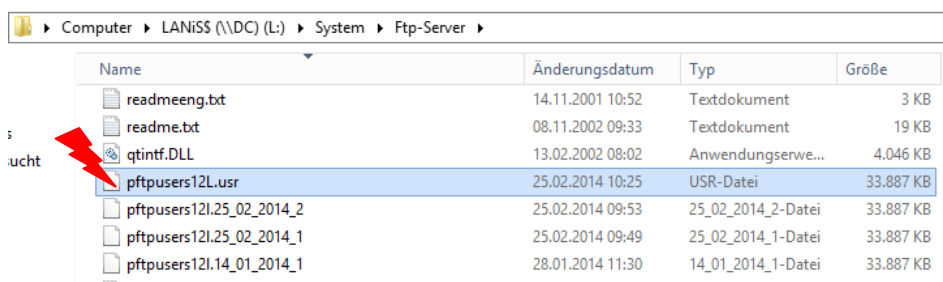 Computer LANiS$ (\\DC) (L:) System Ftp-Server
Name Änderungsdatum Typ Größe
readmeeng.txt 14.11.2001 10:52 Textdokument 3 KB
s readme.txt 08.11.2002 09:33 Textdokument 19 KB
sucht qtintf.DLL 13.02.2002 08:02 Anwendungserwe... 4.046 KB
pftpusers12L.usr 25.02.2014 10:25 USR-Datei 33.887 KB
pftpusers12l.25_02_2014_2 25.02.2014 09:53 25_02_2014_2-Datei 33.887 KB
pftpusers12l.25_02_2014_1 25.02.2014 09:49 25_02_2014_1-Datei 33.887 KB
pftpusers12l.14_01_2014_1 28.01.2014 11:30 14_01_2014_1-Datei 33.887 KB